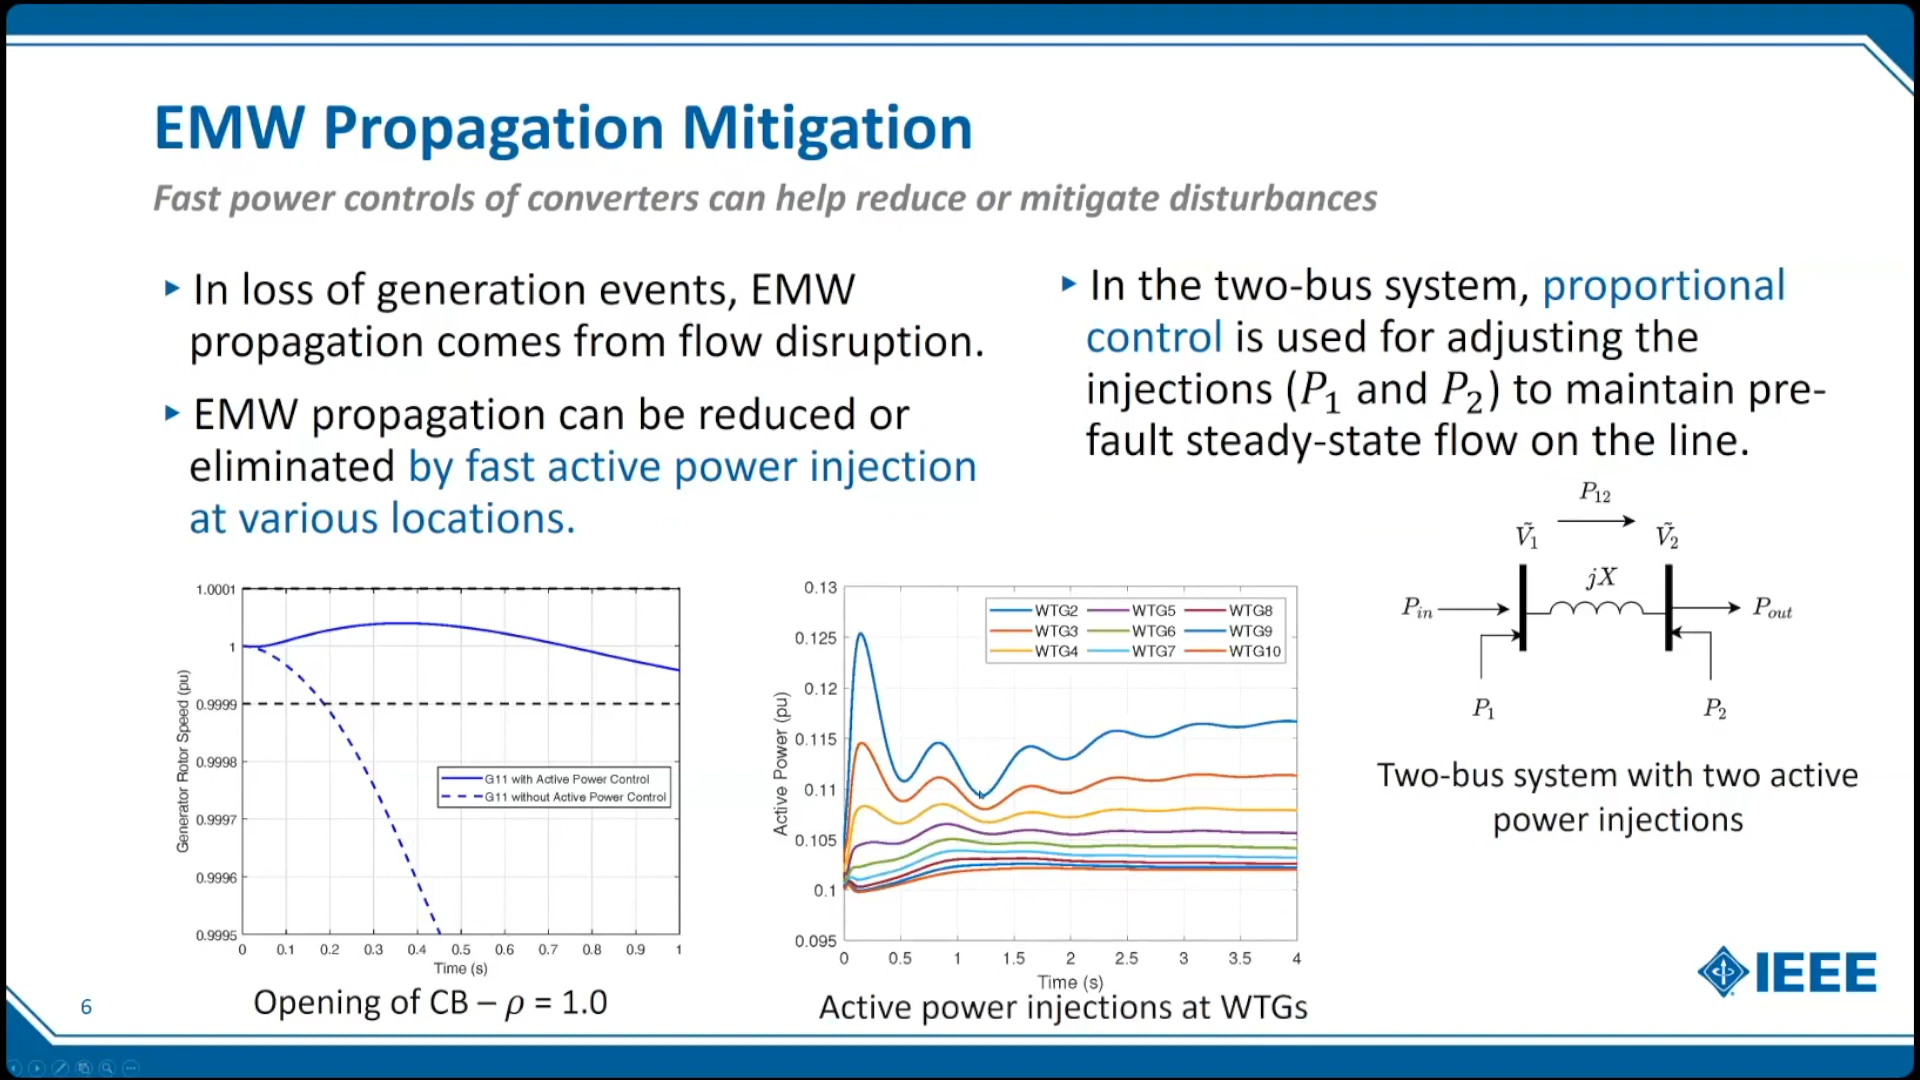 EMW Propagation Mitigation
Fast power controls of converters can help reduce or mitigate disturbances
In loss of generation events, EMW
propagation comes from flow disruption.
EMW propagation can be reduced or
eliminated by fast active power injection
at various locations.
In the two-bus system, proportional
control is used for adjusting the
injections (P₁ and P₂) to maintain pre-
fault steady-state flow on the line.
1.0001
1
0.9999
0.9998
0.9997
0.9996
0.9995
Generator Rotor Speed (pu)
G11 with Active Power Control
G11 without Active Power Control
0 0.1 0.2 0.3 0.4 0.5 0.6 0.7 0.8 0.9 1
Time (s)
Opening of CB – ρ = 1.0
0.13
0.125
0.12
0.115
0.11
0.105
0.1
0.095
Active Power (pu)
WTG2 WTG5 WTG8
WTG3 WTG6 WTG9
WTG4 WTG7 WTG10
0 0.5 1 1.5 2 2.5 3 3.5 4
Time (s)
Active power injections at WTGs
P₁₂
Ṽ₁ Ṽ₂
jX
Pin Pout
P₁ P₂
Two-bus system with two active
power injections
IEEE
6